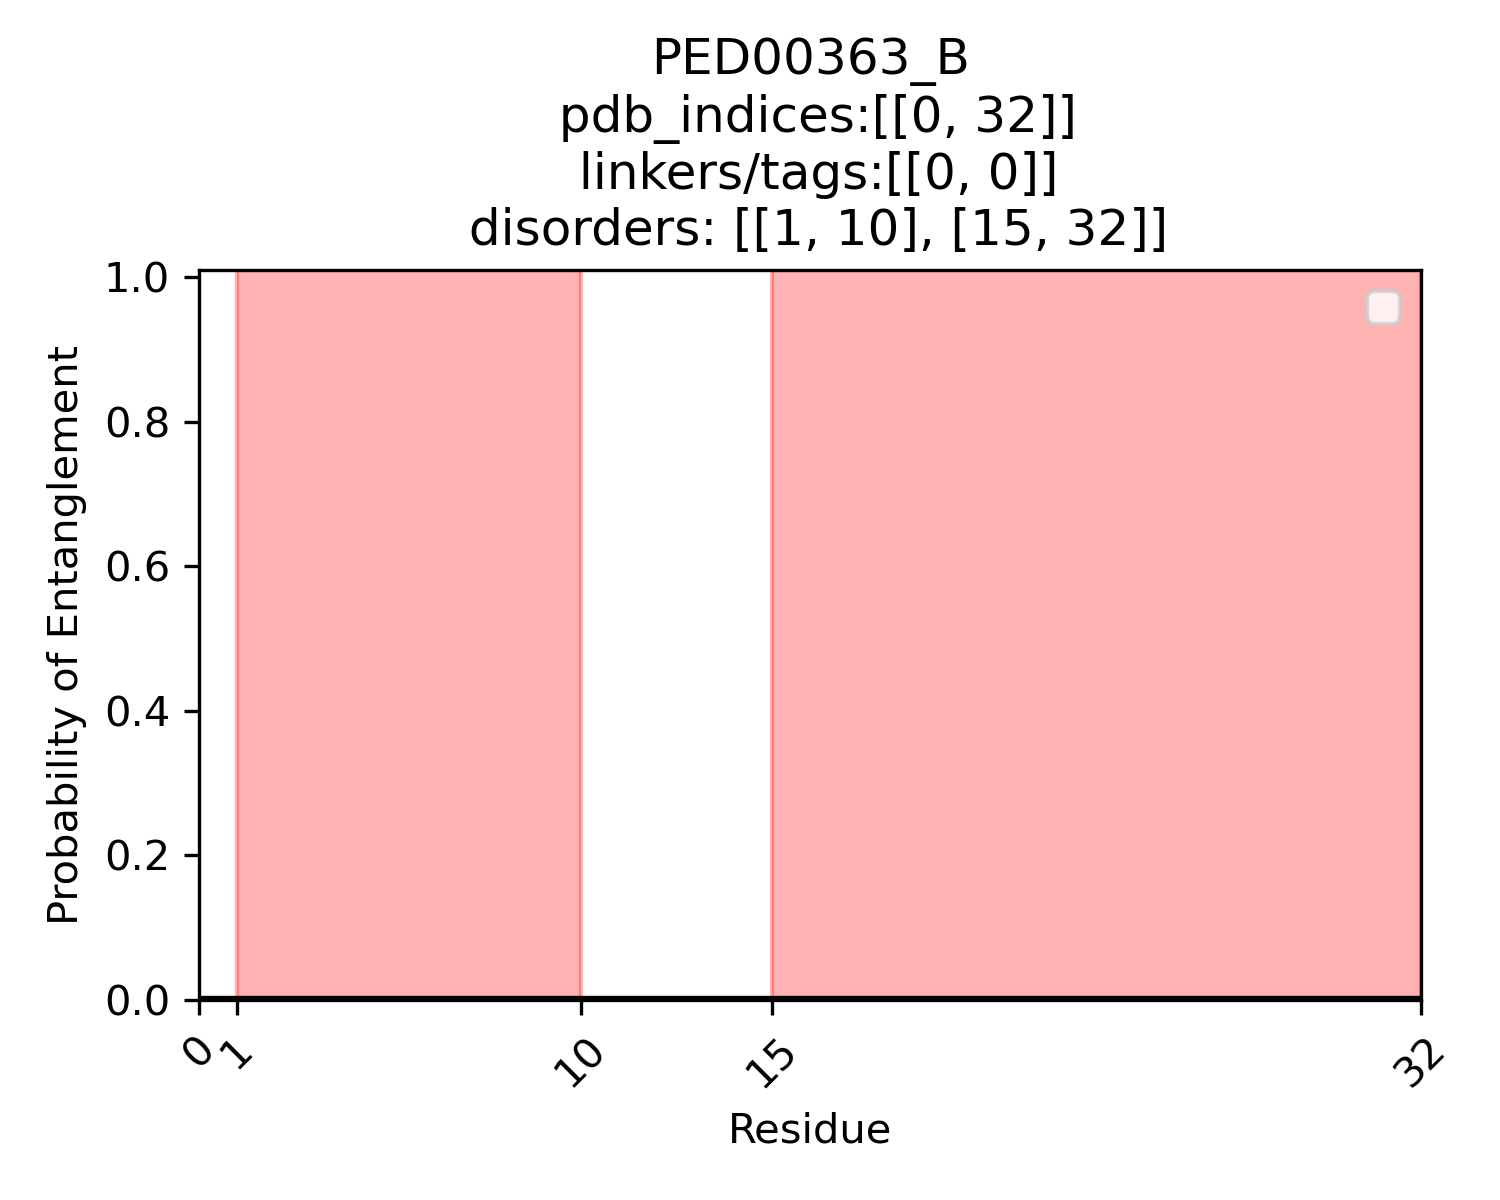 PED00363_B
pdb_indices:[[0, 32]]
linkers/tags:[[0, 0]]
disorders: [[1, 10], [15, 32]]
1.0
0.8
0.6
0.4
0.2
0.0
Probability of Entanglement
0
1
10
15
32
Residue